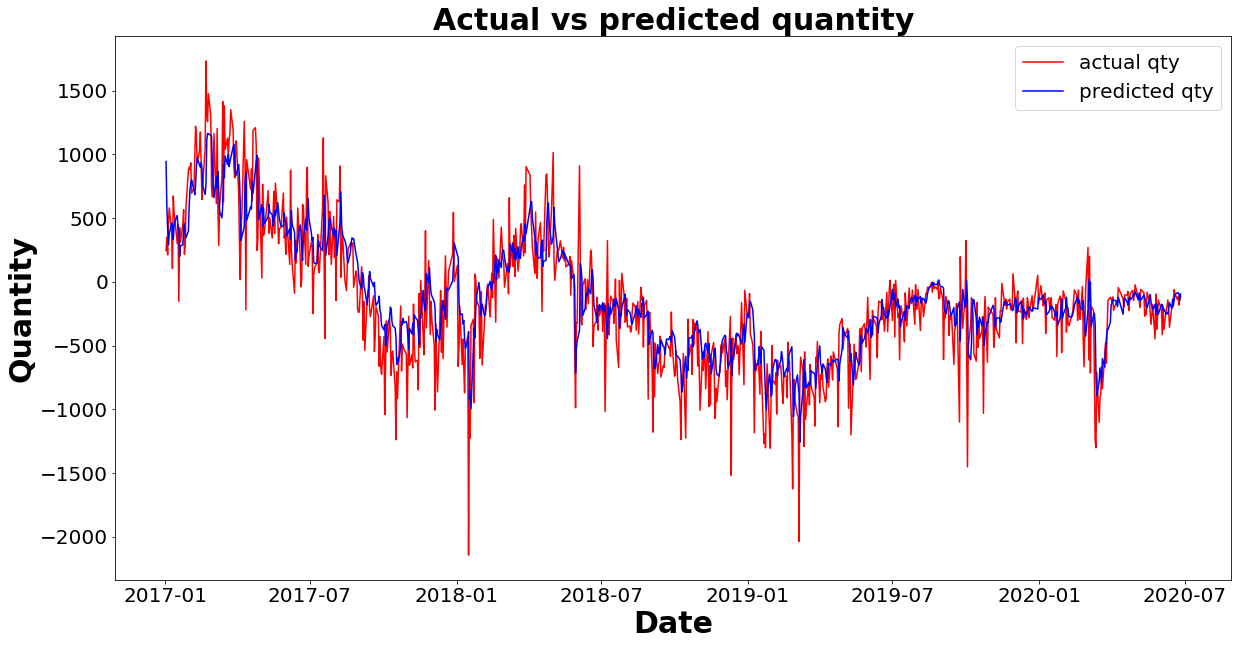 Actual vs predicted quantity
actual qty
predicted qty
Quantity
1500
1000
500
0
−500
−1000
−1500
−2000
2017-01 2017-07 2018-01 2018-07 2019-01 2019-07 2020-01 2020-07
Date